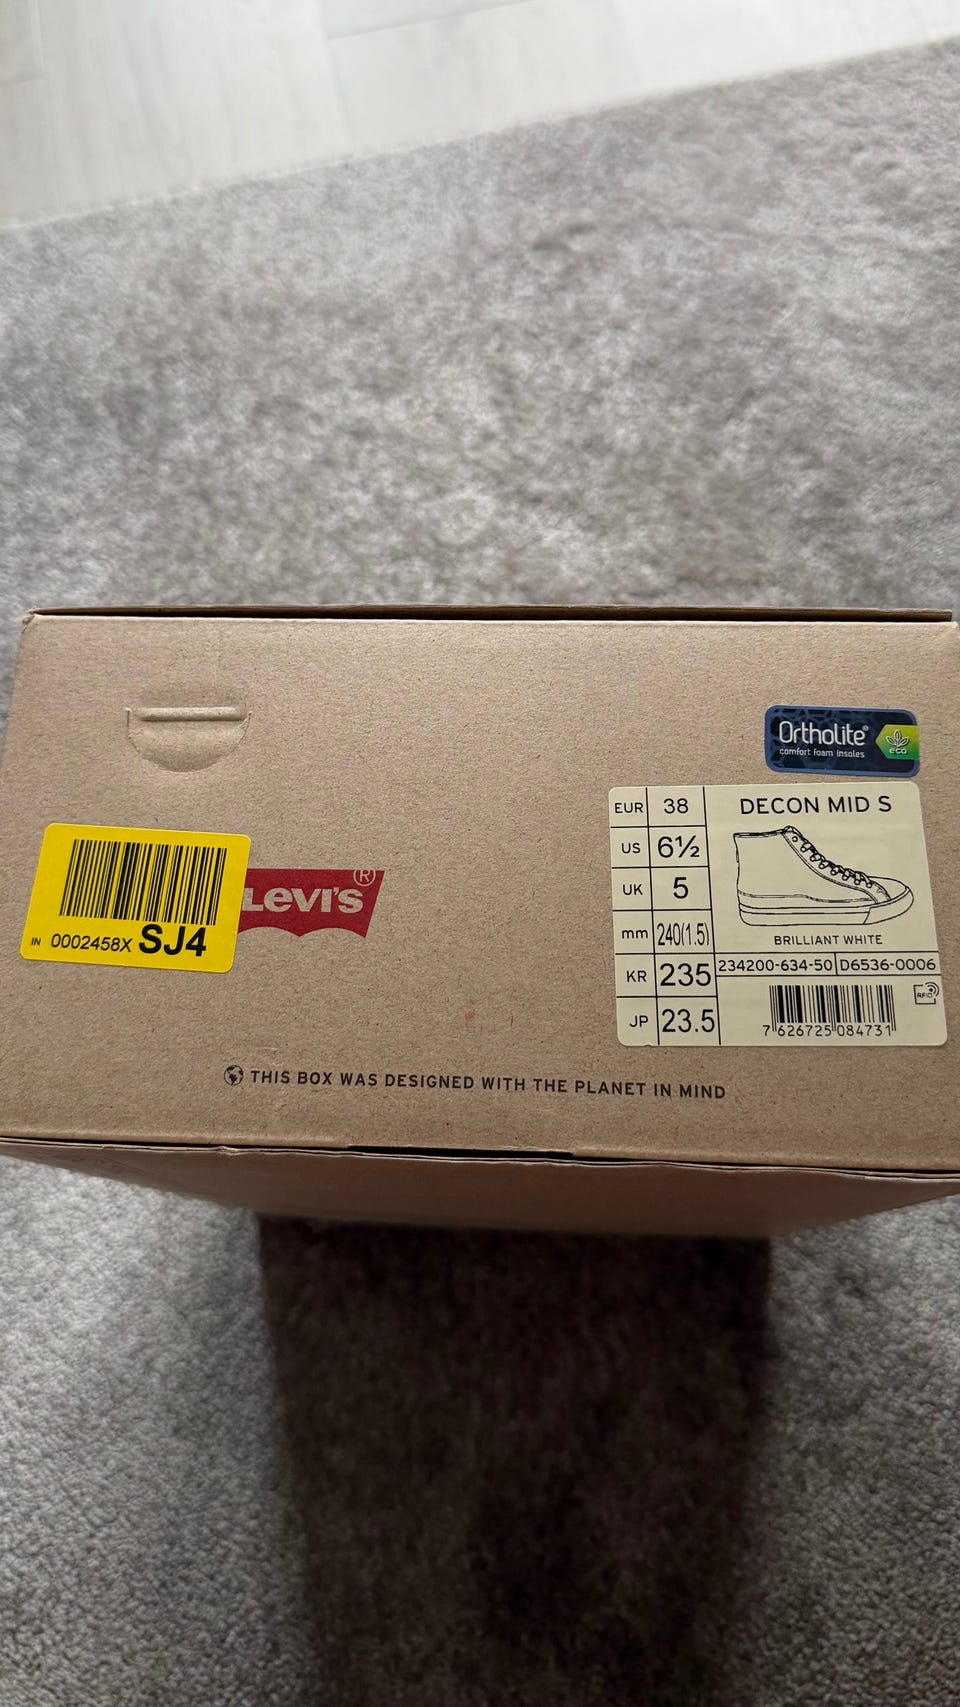 Ortholite®
comfort foam insoles
eco
EUR 38
US 6½
UK 5
mm 240(1.5)
KR 235
JP 23.5
DECON MID S
BRILLIANT WHITE
234200-634-50 D6536-0006
RFID
7 626725 084731
IN 0002458X SJ4
Levi's ®
THIS BOX WAS DESIGNED WITH THE PLANET IN MIND